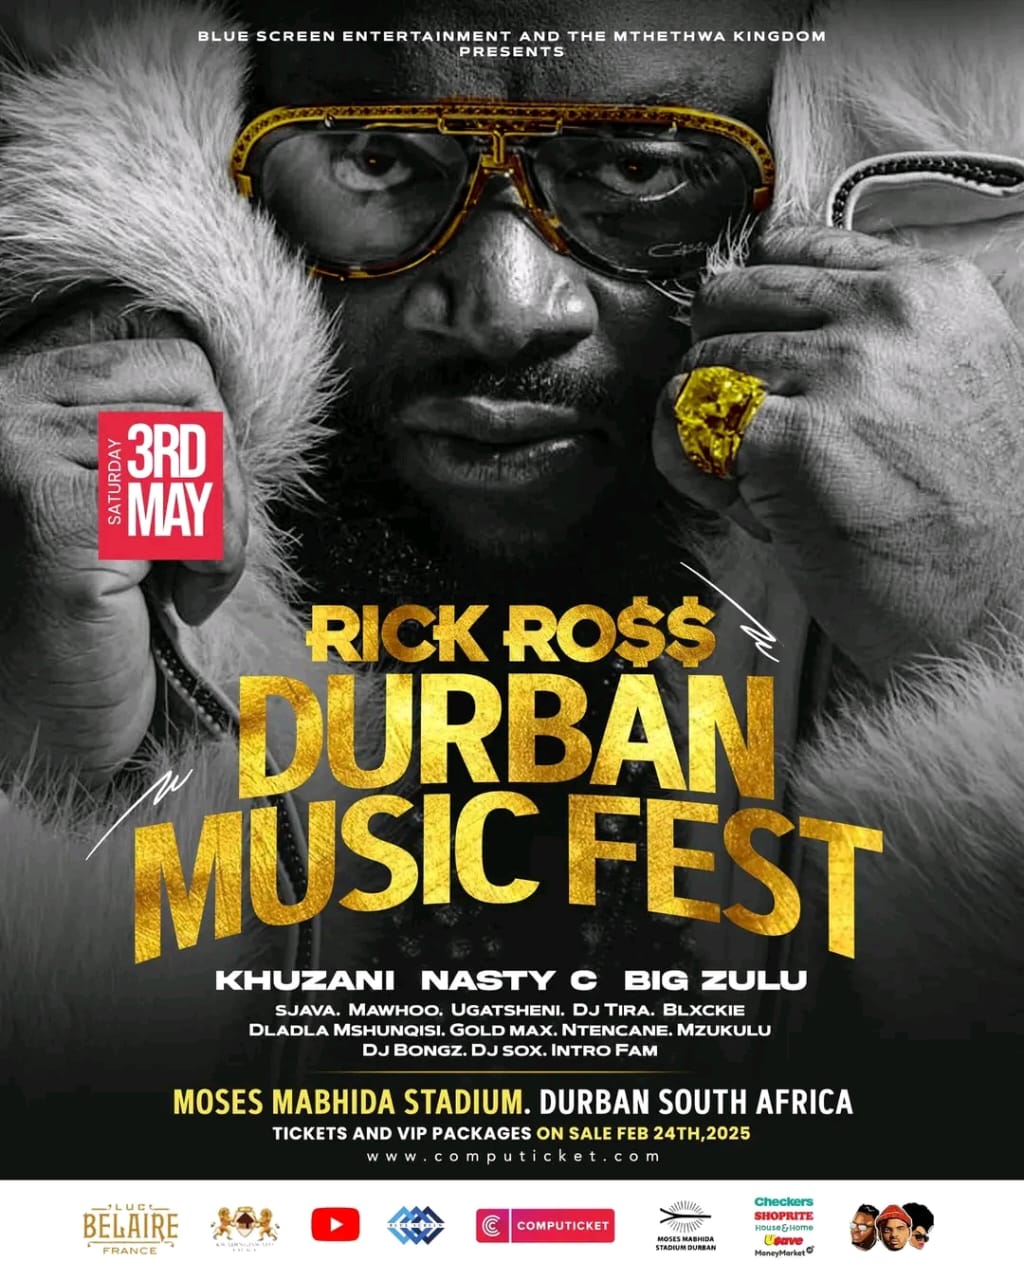 BLUE SCREEN ENTERTAINMENT AND THE MTHETHWA KINGDOM
PRESENTS
SATURDAY
3RD
MAY
RICK RO$$
DURBAN
MUSIC FEST
KHUZANI NASTY C BIG ZULU
SJAVA. MAWHOO. UGATSHENI. DJ TIRA. BLXCKIE
DLADLA MSHUNQISI. GOLD MAX. NTENCANE. MZUKULU
DJ BONGZ. DJ SOX. INTRO FAM
MOSES MABHIDA STADIUM. DURBAN SOUTH AFRICA
TICKETS AND VIP PACKAGES ON SALE FEB 24TH,2025
www.computicket.com
LUC
BELAIRE
FRANCE
C COMPUTICKET
MOSES MABHIDA
STADIUM DURBAN
Checkers
SHOPRITE
House&Home
Usave
MoneyMarket